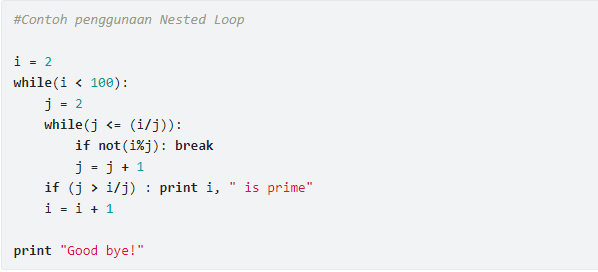 #Contoh penggunaan Nested Loop
i = 2
while(i < 100):
    j = 2
    while(j <= (i/j)):
        if not(i%j): break
        j = j + 1
    if (j > i/j) : print i, " is prime"
    i = i + 1
print "Good bye!"